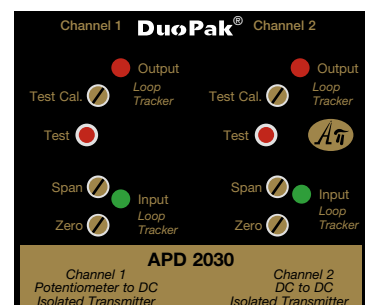 Channel 1 DuoPak® Channel 2
Output Output
Test Cal. Loop Tracker Test Cal. Loop Tracker
Test Test
Span Input Span Input
Zero Loop Tracker Zero Loop Tracker
APD 2030
Channel 1 Channel 2
Potentiometer to DC DC to DC
Isolated Transmitter Isolated Transmitter